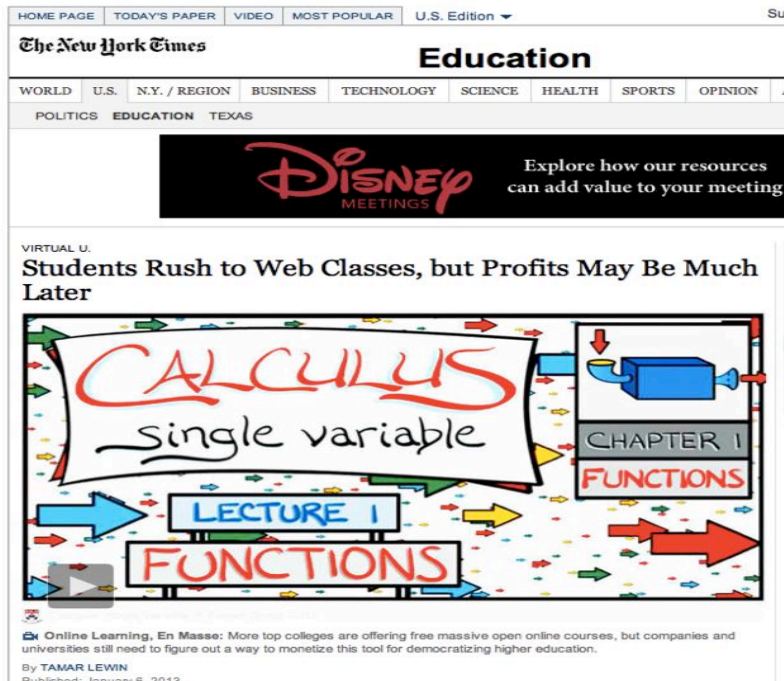 HOME PAGE TODAY'S PAPER VIDEO MOST POPULAR U.S. Edition
The New York Times
Education
WORLD U.S. N.Y. / REGION BUSINESS TECHNOLOGY SCIENCE HEALTH SPORTS OPINION
POLITICS EDUCATION TEXAS
DISNEY
MEETINGS
Explore how our resources
can add value to your meeting
VIRTUAL U.
Students Rush to Web Classes, but Profits May Be Much
Later
CALCULUS
single variable
CHAPTER 1
FUNCTIONS
LECTURE 1
FUNCTIONS
Online Learning, En Masse: More top colleges are offering free massive open online courses, but companies and
universities still need to figure out a way to monetize this tool for democratizing higher education.
By TAMAR LEWIN
Published: January 6, 2013